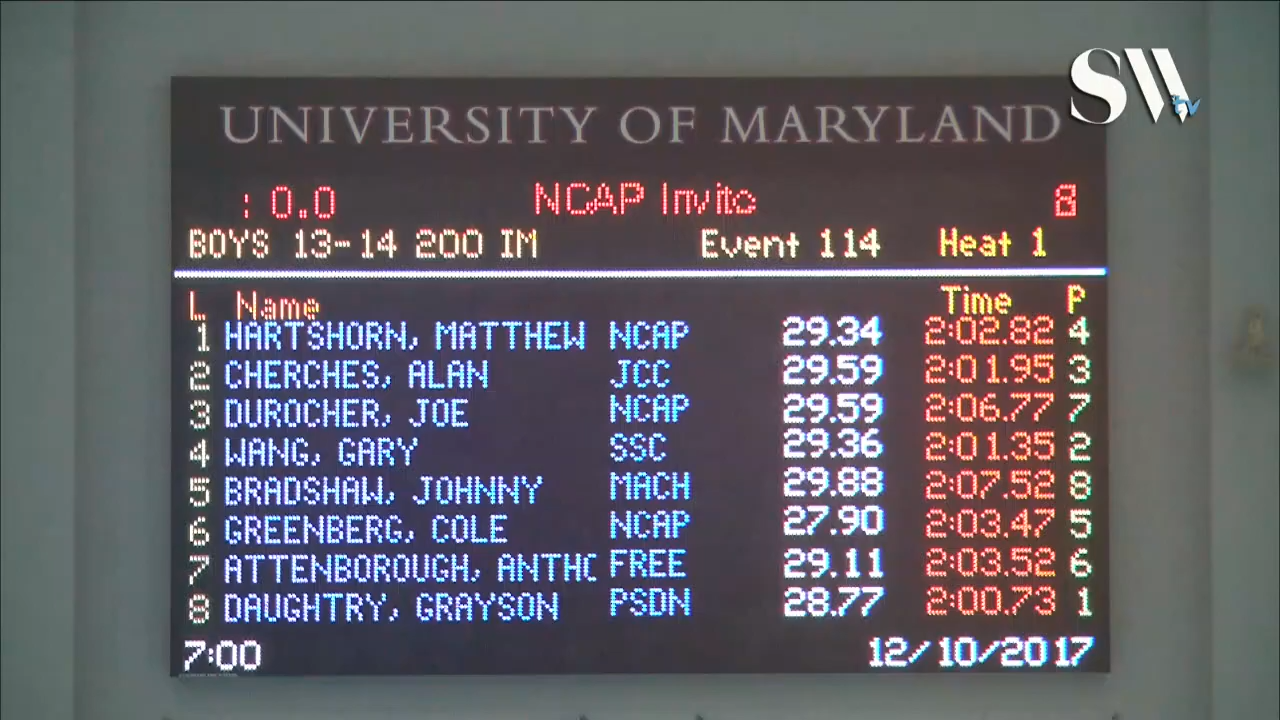 SW TV
UNIVERSITY OF MARYLAND
: 0.0 NCAP Invite 8
BOYS 13-14 200 IM Event 114 Heat 1
L Name Time P
1 HARTSHORN, MATTHEW NCAP 29.34 2:02.82 4
2 CHERCHES, ALAN JCC 29.59 2:01.95 3
3 DUROCHER, JOE NCAP 29.59 2:06.77 7
4 WANG, GARY SSC 29.36 2:01.35 2
5 BRADSHAW, JOHNNY MACH 29.88 2:07.52 8
6 GREENBERG, COLE NCAP 27.90 2:03.47 5
7 ATTENBOROUGH, ANTHO FREE 29.11 2:03.52 6
8 DAUGHTRY, GRAYSON PSDN 28.77 2:00.73 1
7:00 12/10/2017